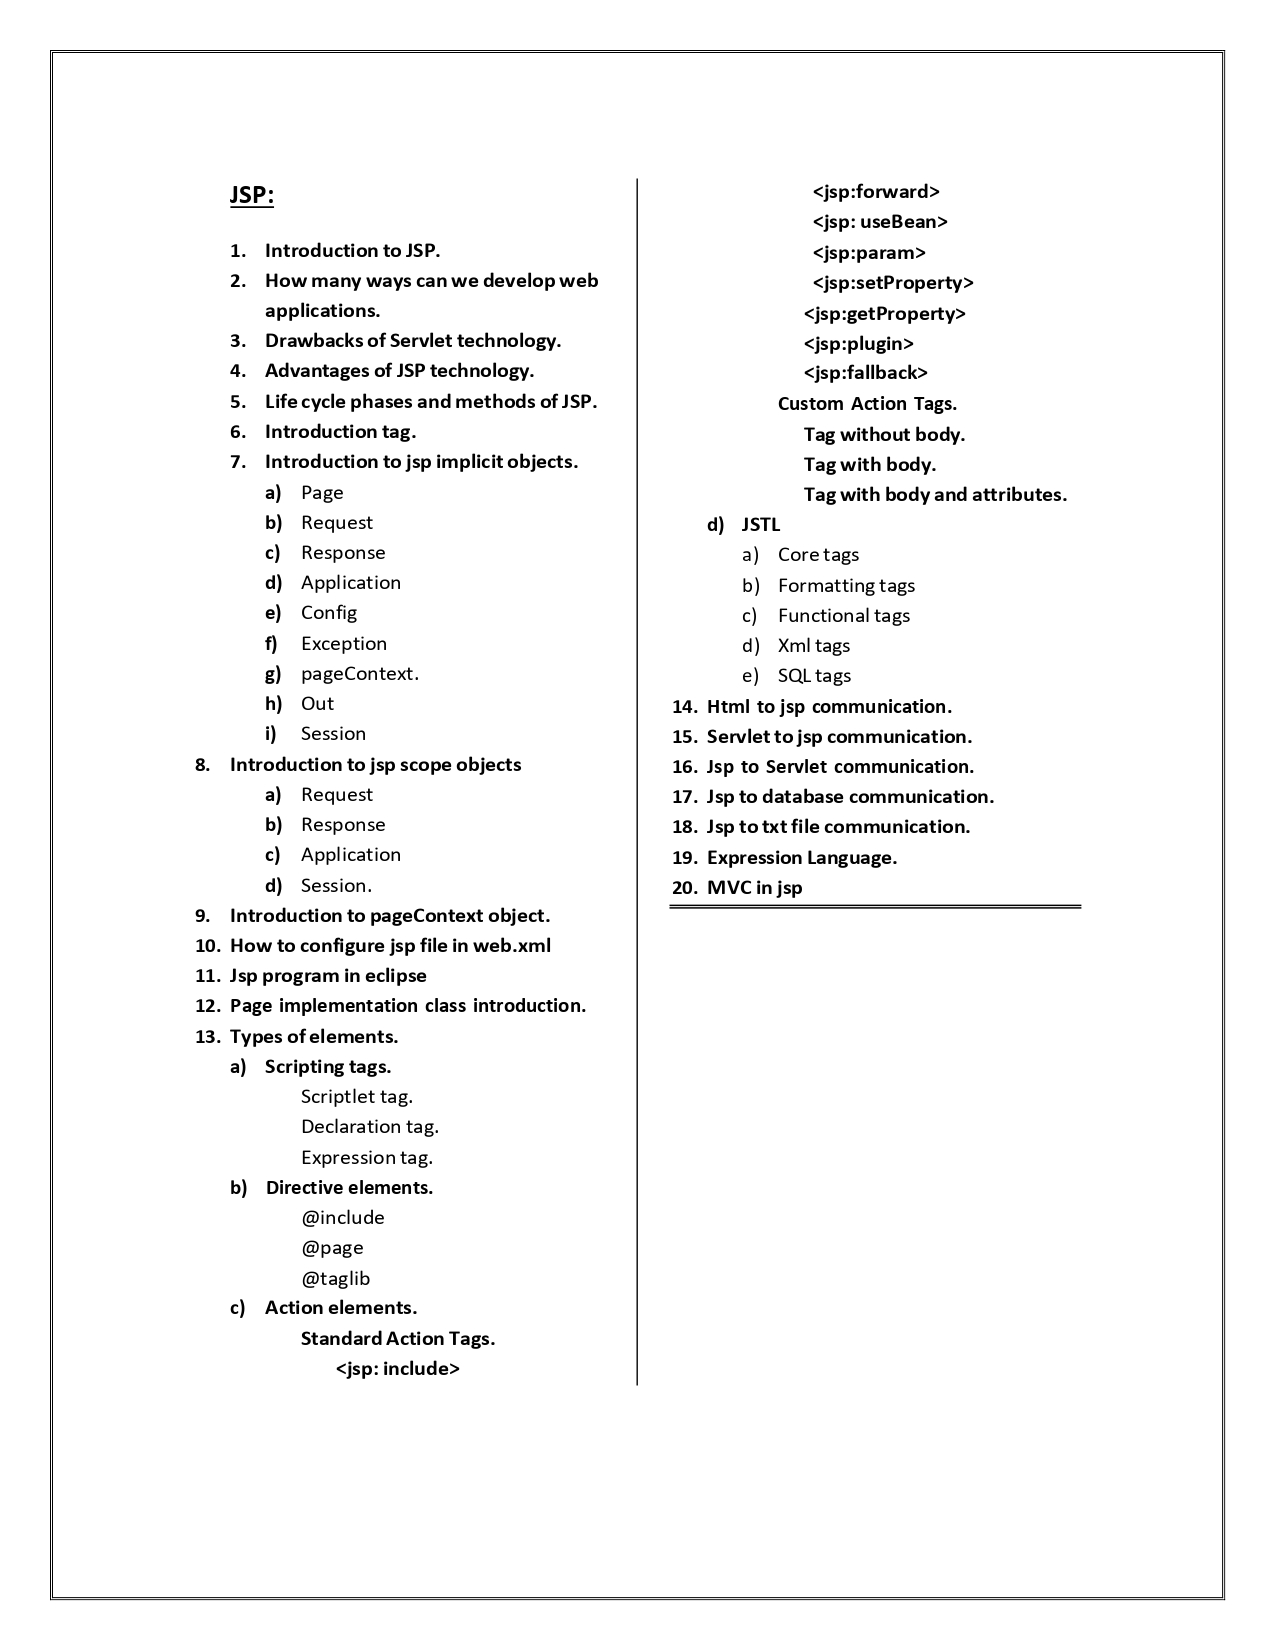 JSP:
1. Introduction to JSP.
2. How many ways can we develop web
applications.
3. Drawbacks of Servlet technology.
4. Advantages of JSP technology.
5. Life cycle phases and methods of JSP.
6. Introduction tag.
7. Introduction to jsp implicit objects.
a) Page
b) Request
c) Response
d) Application
e) Config
f) Exception
g) pageContext.
h) Out
i) Session
8. Introduction to jsp scope objects
a) Request
b) Response
c) Application
d) Session.
9. Introduction to pageContext object.
10. How to configure jsp file in web.xml
11. Jsp program in eclipse
12. Page implementation class introduction.
13. Types of elements.
a) Scripting tags.
Scriptlet tag.
Declaration tag.
Expression tag.
b) Directive elements.
@include
@page
@taglib
c) Action elements.
Standard Action Tags.
<jsp: include>
<jsp:forward>
<jsp: useBean>
<jsp:param>
<jsp:setProperty>
<jsp:getProperty>
<jsp:plugin>
<jsp:fallback>
Custom Action Tags.
Tag without body.
Tag with body.
Tag with body and attributes.
d) JSTL
a) Core tags
b) Formatting tags
c) Functional tags
d) Xml tags
e) SQL tags
14. Html to jsp communication.
15. Servlet to jsp communication.
16. Jsp to Servlet communication.
17. Jsp to database communication.
18. Jsp to txt file communication.
19. Expression Language.
20. MVC in jsp